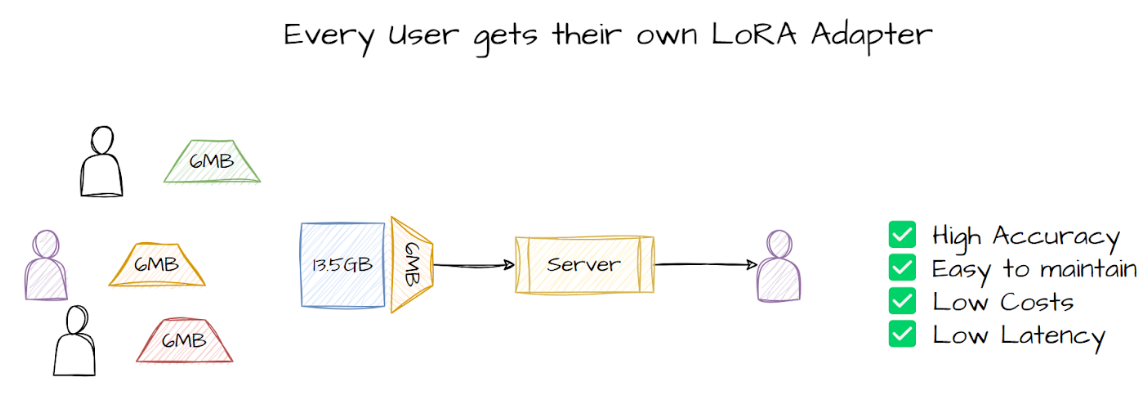 Every User gets their own LoRA Adapter
6MB
6MB
6MB
13.5GB
6MB
Server
High Accuracy
Easy to maintain
Low Costs
Low Latency